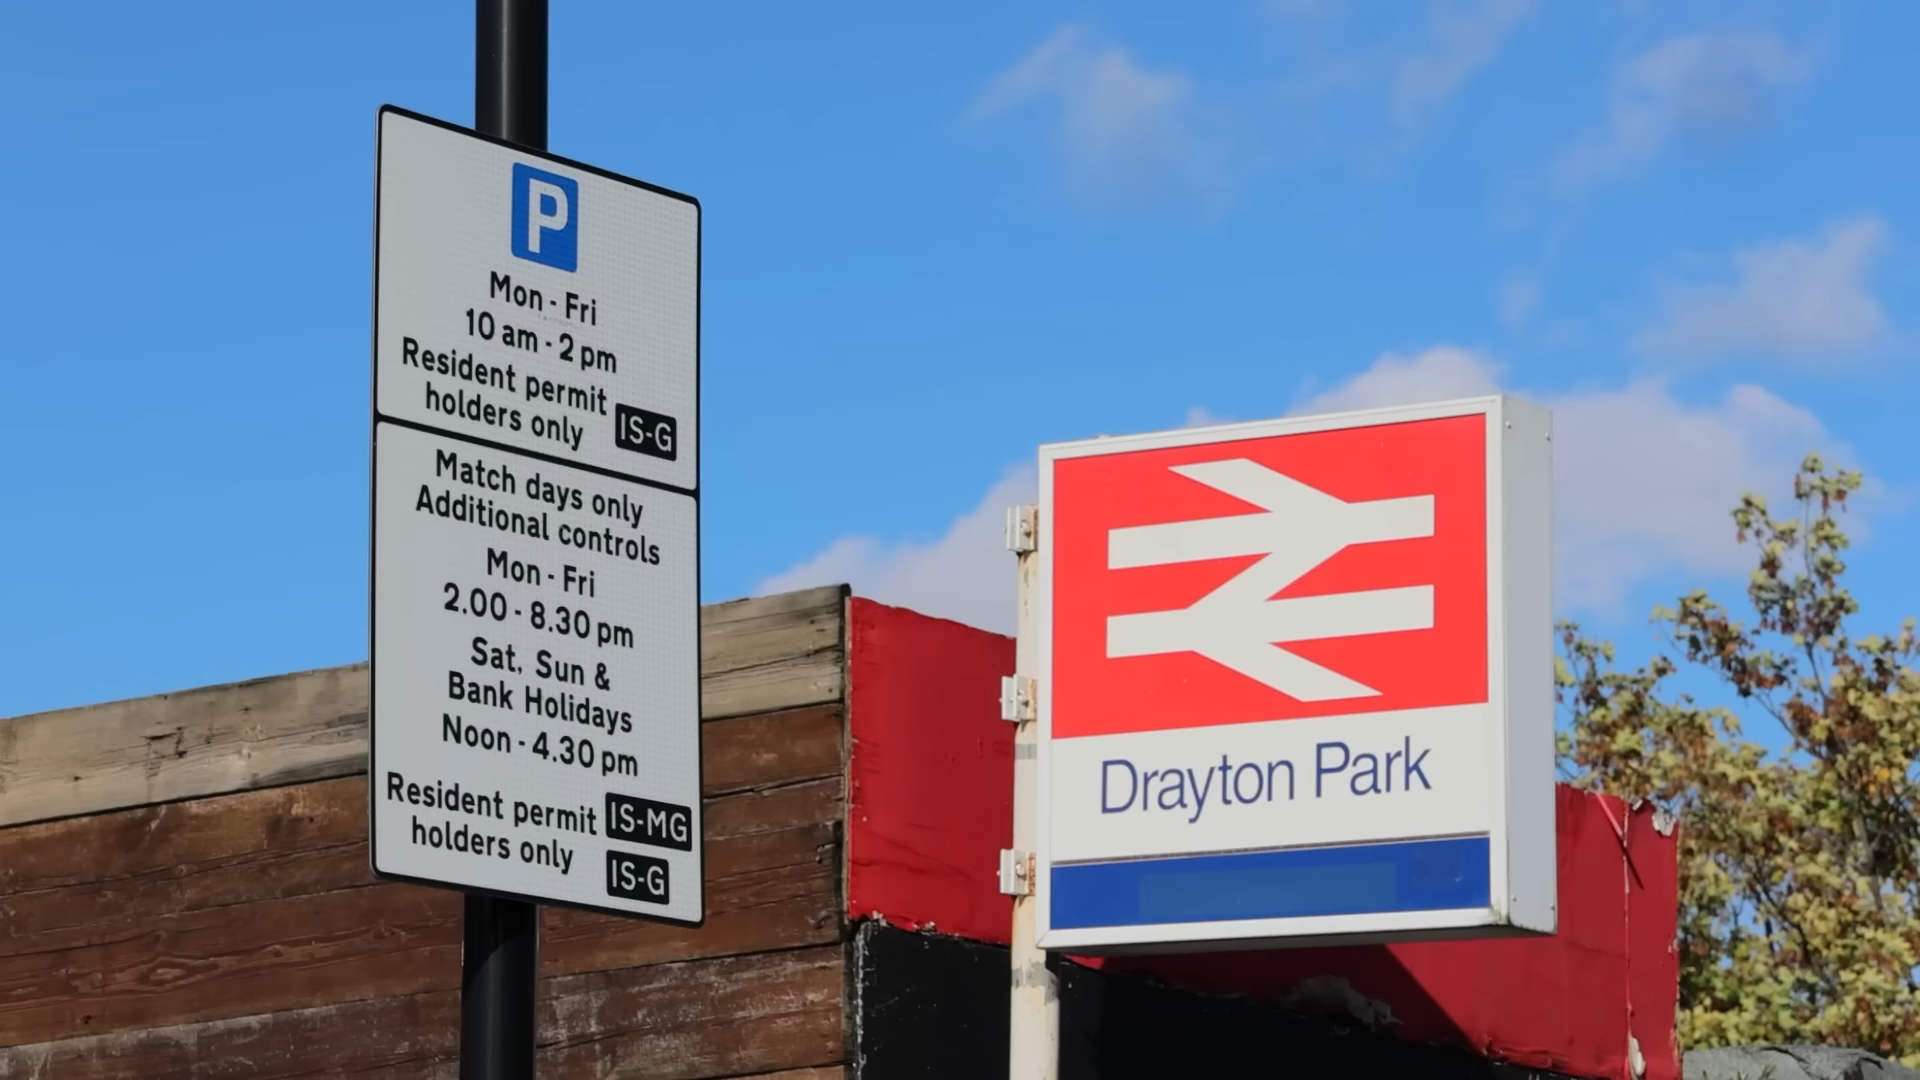 P
Mon - Fri
10 am - 2 pm
Resident permit
holders only
IS-G
Match days only
Additional controls
Mon - Fri
2.00 - 8.30 pm
Sat, Sun &
Bank Holidays
Noon - 4.30 pm
Resident permit
holders only
IS-MG
IS-G
Drayton Park